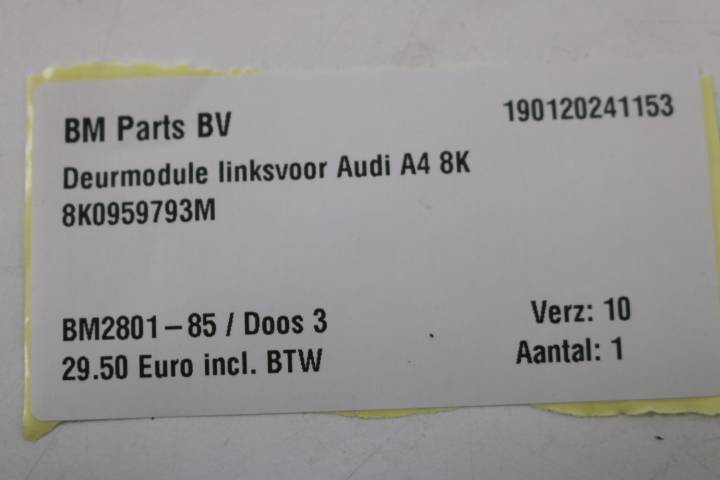 BM Parts BV 190120241153
Deurmodule linksvoor Audi A4 8K
8K0959793M
BM2801-85 / Doos 3 Verz: 10
29.50 Euro incl. BTW Aantal: 1